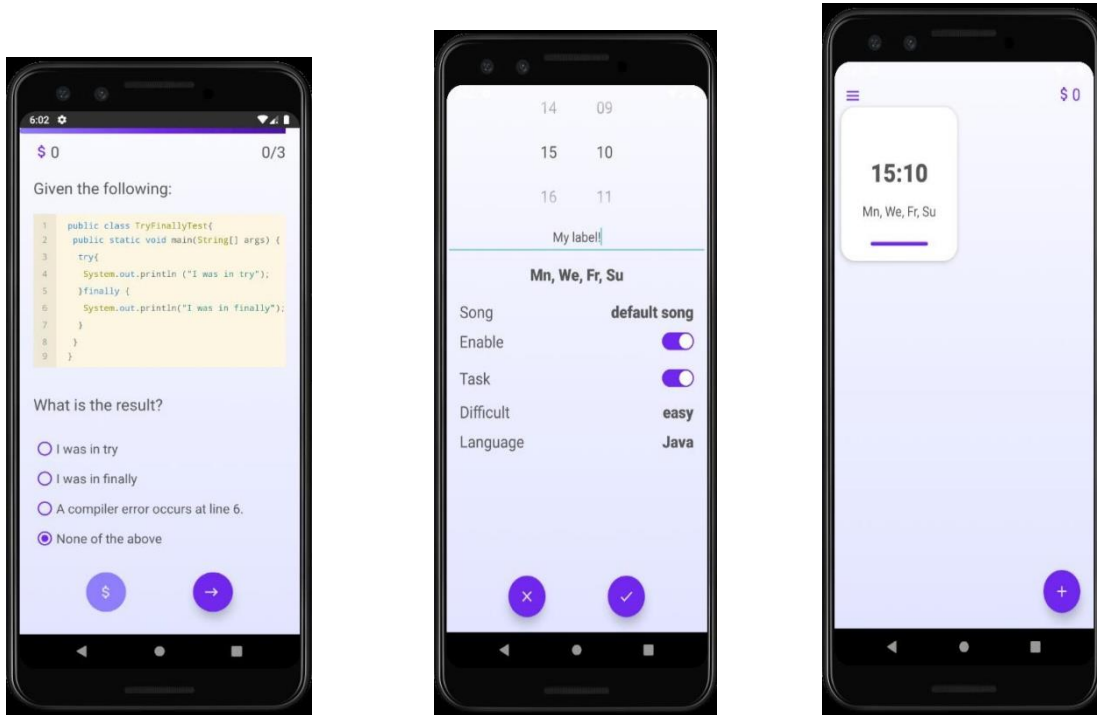 6:02
$ 0 0/3
Given the following:
1 public class TryFinallyTest{
2 public static void main(String[] args) {
3 try{
4 System.out.println ("I was in try");
5 }finally {
6 System.out.println("I was in finally");
7 }
8 }
9 }
What is the result?
I was in try
I was in finally
A compiler error occurs at line 6.
None of the above
$
14 09
15 10
16 11
My label!
Mn, We, Fr, Su
Song default song
Enable
Task
Difficult easy
Language Java
$ 0
15:10
Mn, We, Fr, Su